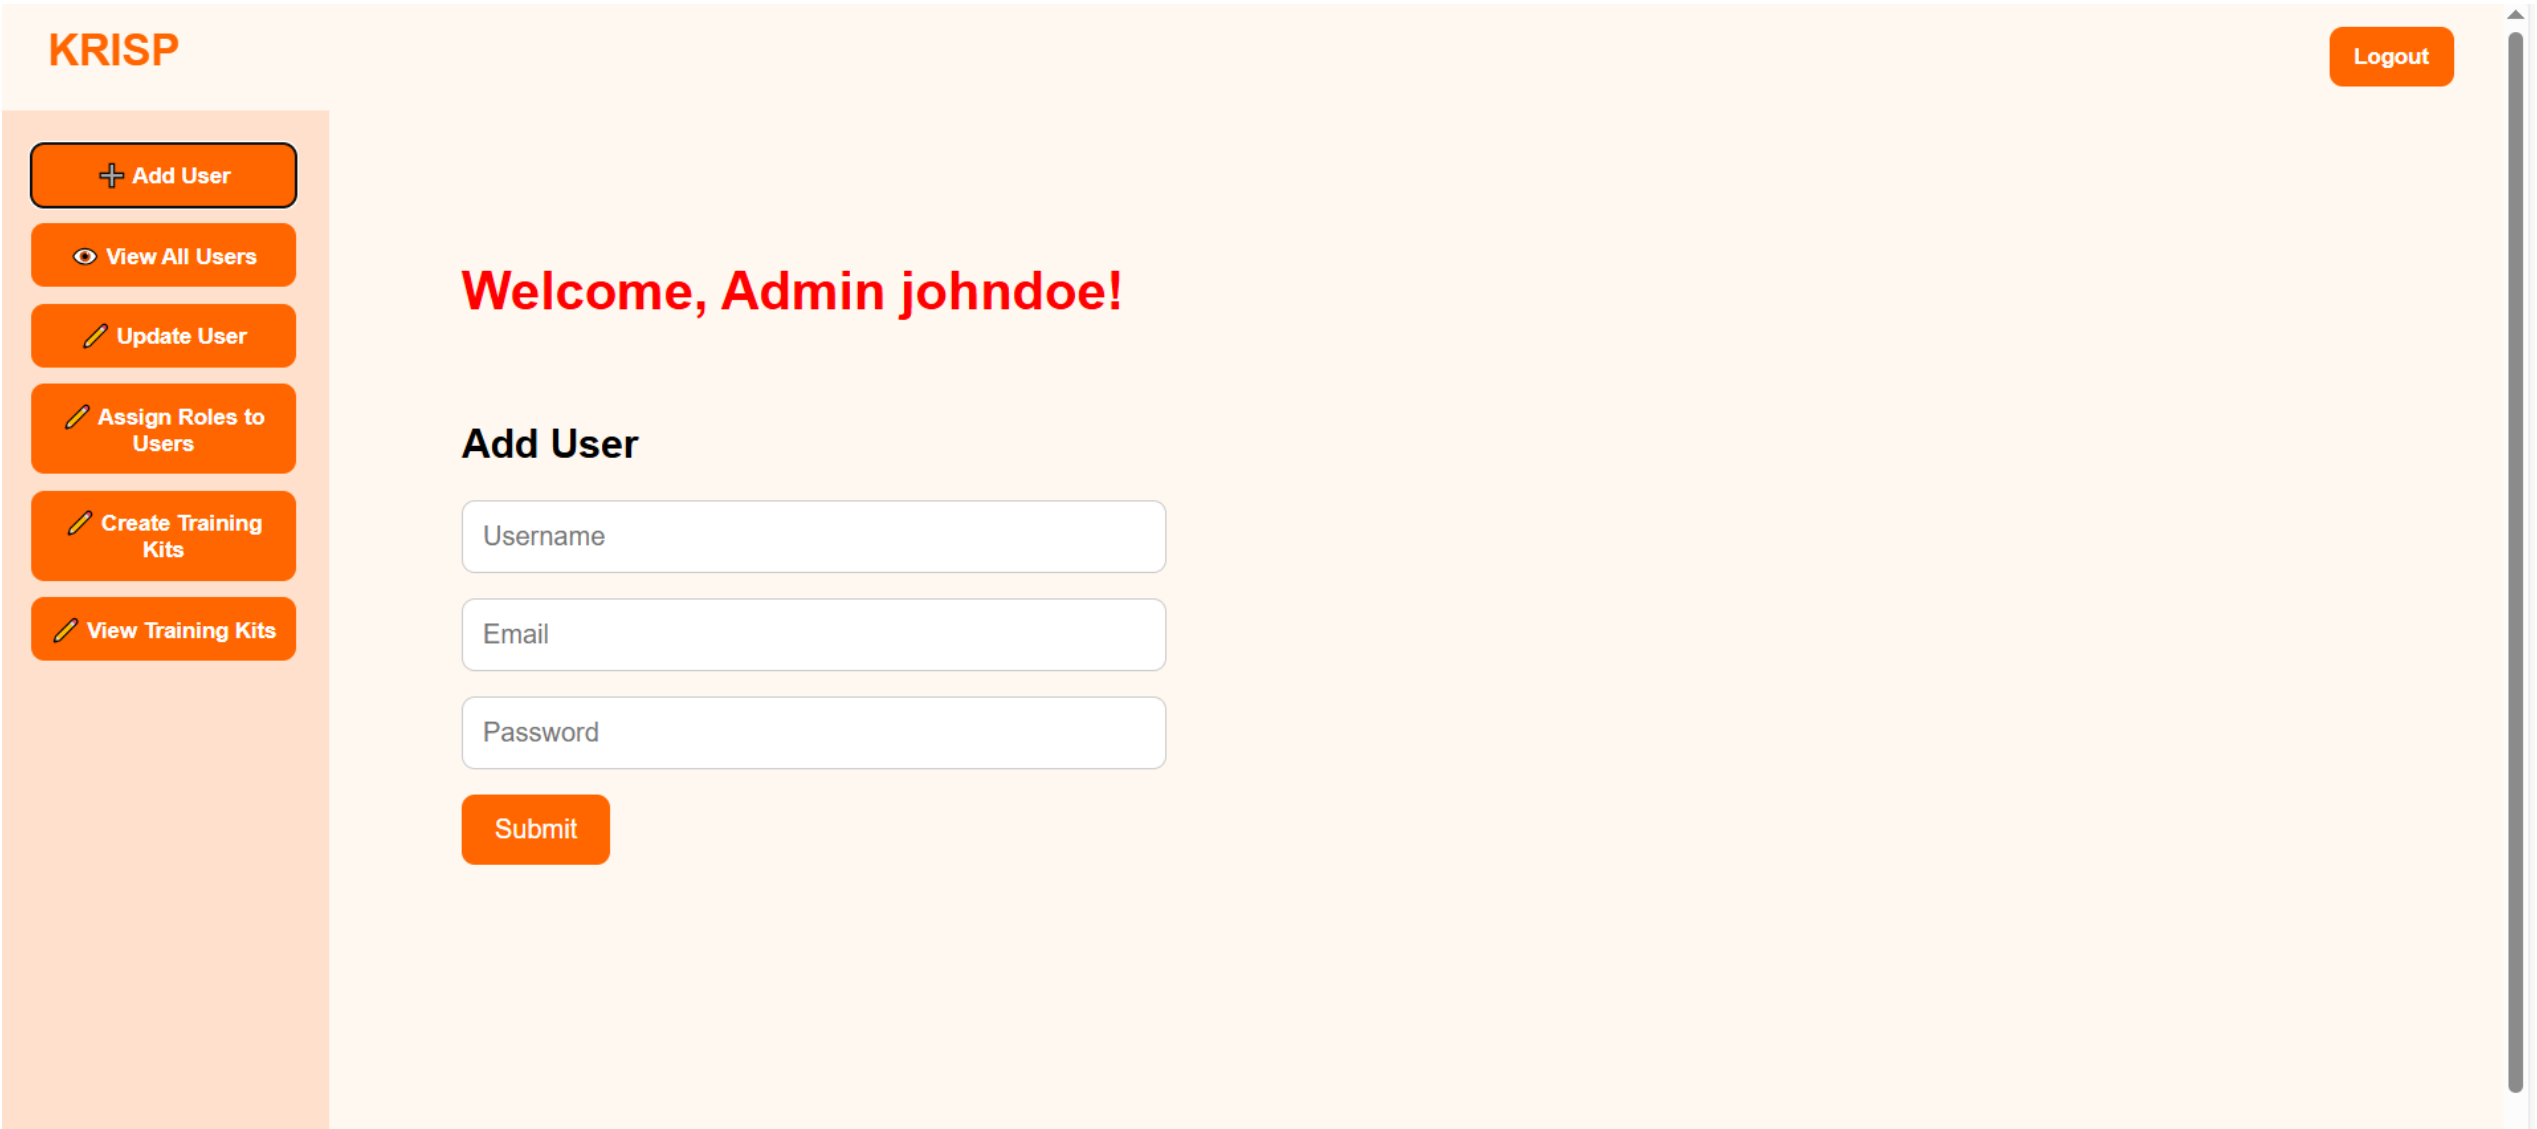 KRISP
Logout
➕ Add User
👁 View All Users
✏️ Update User
✏️ Assign Roles to
Users
✏️ Create Training
Kits
✏️ View Training Kits
Welcome, Admin johndoe!
Add User
Username
Email
Password
Submit